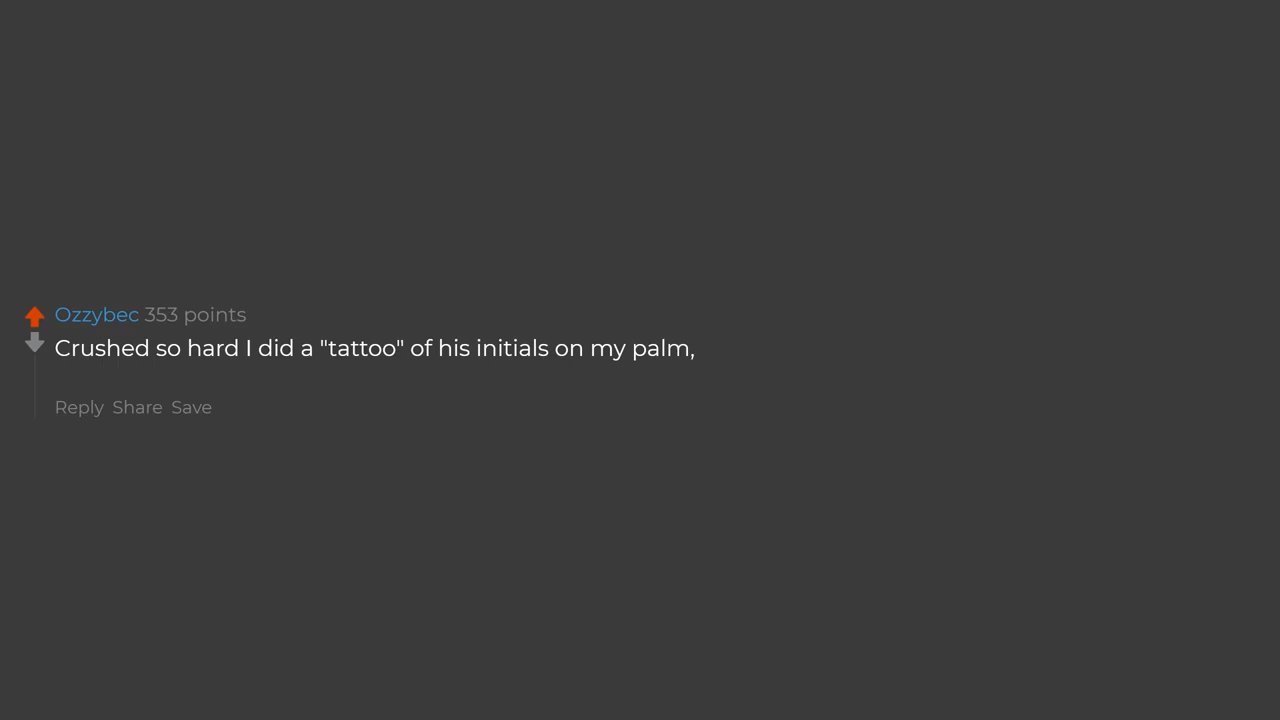 Ozzybec 353 points
Crushed so hard I did a "tattoo" of his initials on my palm,
Reply Share Save